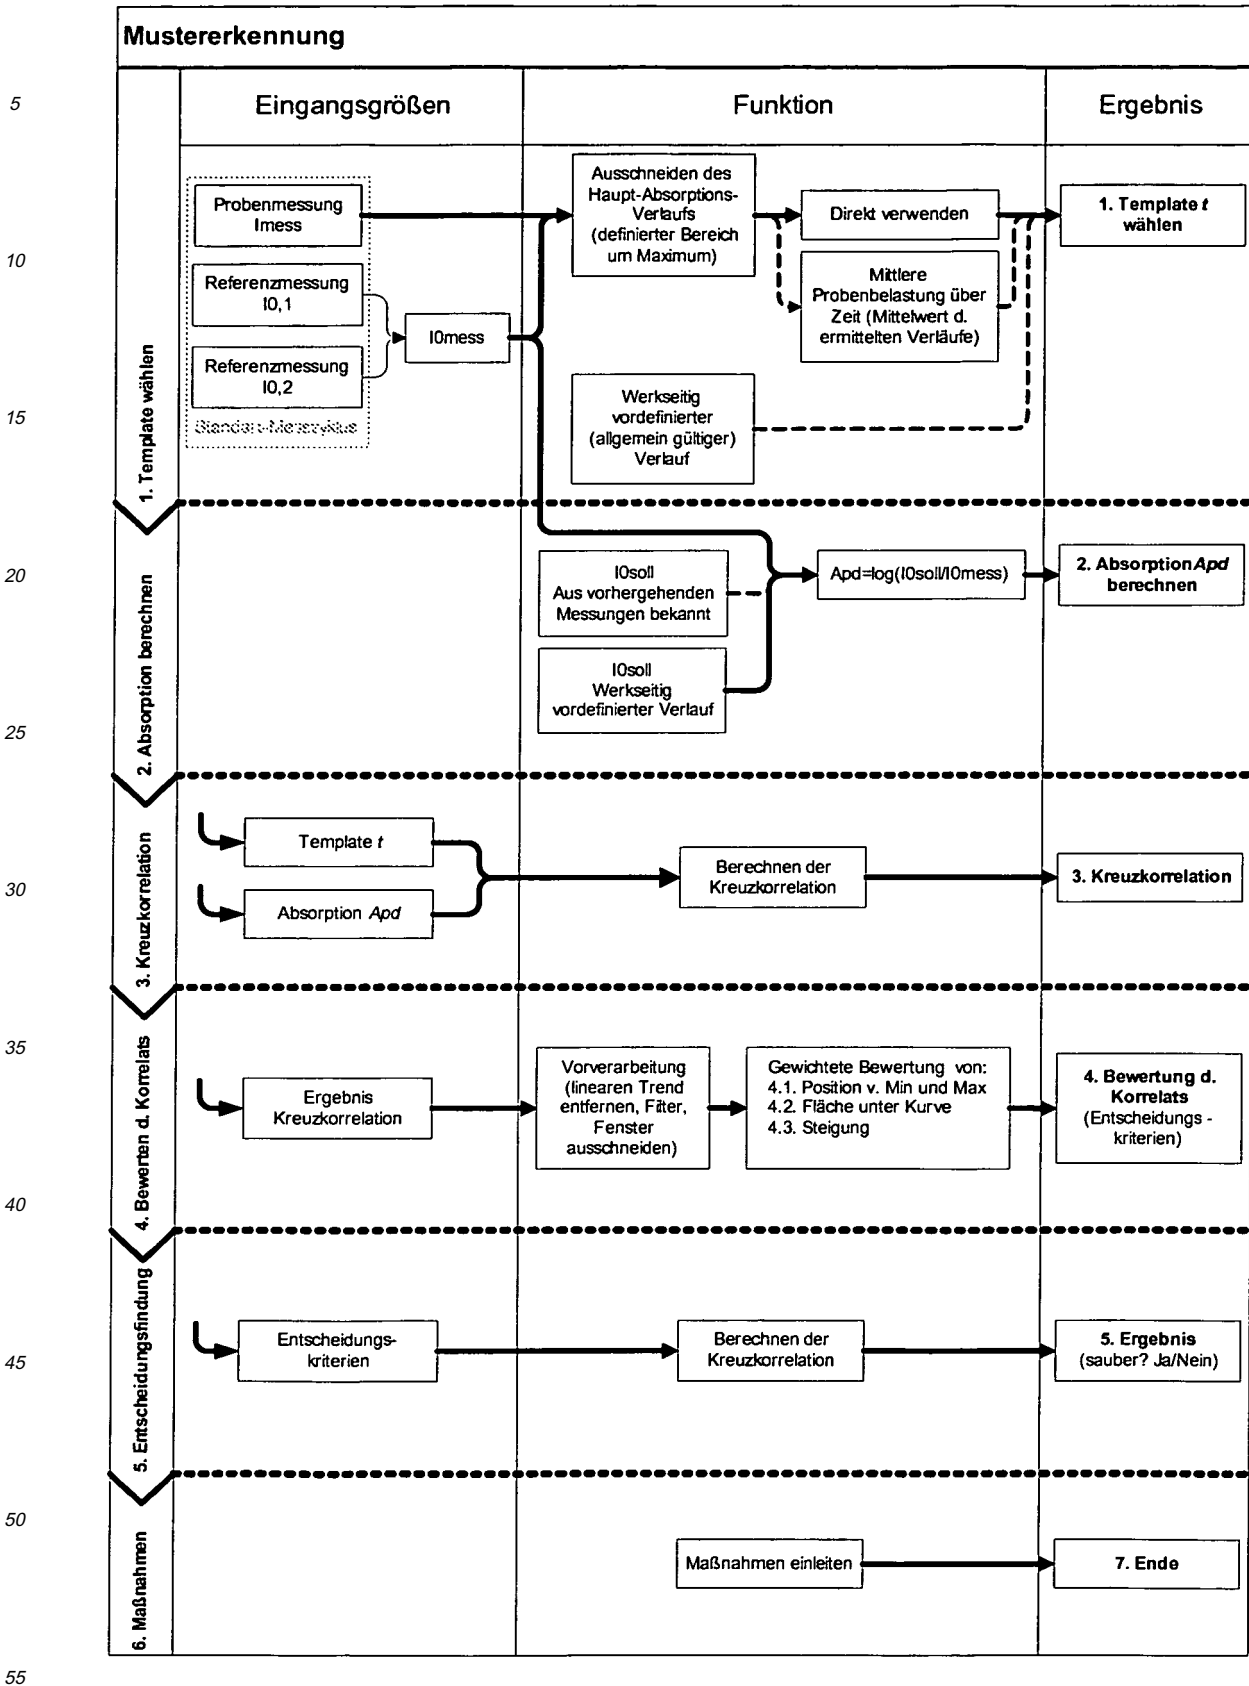 Mustererkennung
Eingangsgrößen
Funktion
Ergebnis
5
10
15
20
25
30
35
40
45
50
55
1. Template wählen
Probenmessung
Imess
Referenzmessung
I0,1
Referenzmessung
I0,2
Standart-Messzyklus
I0mess
Ausschneiden des
Haupt-Absorptions-
Verlaufs
(definierter Bereich
um Maximum)
Direkt verwenden
Mittlere
Probenbelastung über
Zeit (Mittelwert d.
ermittelten Verläufe)
Werkseitig
vordefinierter
(allgemein gültiger)
Verlauf
1. Template t
wählen
2. Absorption berechnen
I0soll
Aus vorhergehenden
Messungen bekannt
I0soll
Werkseitig
vordefinierter Verlauf
Apd=log(I0soll/I0mess)
2. Absorption Apd
berechnen
3. Kreuzkorrelation
Template t
Absorption Apd
Berechnen der
Kreuzkorrelation
3. Kreuzkorrelation
4. Bewerten d. Korrelats
Ergebnis
Kreuzkorrelation
Vorverarbeitung
(linearen Trend
entfernen, Filter,
Fenster
ausschneiden)
Gewichtete Bewertung von:
4.1. Position v. Min und Max
4.2. Fläche unter Kurve
4.3. Steigung
4. Bewertung d.
Korrelats
(Entscheidungs -
kriterien)
5. Entscheidungsfindung
Entscheidungs-
kriterien
Berechnen der
Kreuzkorrelation
5. Ergebnis
(sauber? Ja/Nein)
6. Maßnahmen
Maßnahmen einleiten
7. Ende